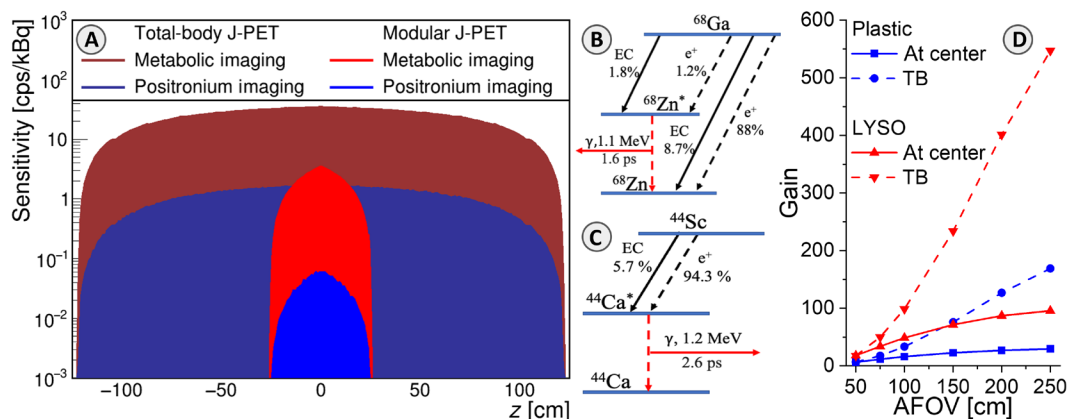 A
Total-body J-PET Modular J-PET
Metabolic imaging Metabolic imaging
Positronium imaging Positronium imaging
Sensitivity [cps/kBq]
10³
10²
10
1
10⁻¹
10⁻²
10⁻³
−100 −50 0 50 100
z [cm]
B
⁶⁸Ga
EC
1.8%
e⁺
1.2%
⁶⁸Zn*
γ,1.1 MeV
1.6 ps
EC
8.7%
e⁺
88%
⁶⁸Zn
C
⁴⁴Sc
EC
5.7 %
e⁺
94.3 %
⁴⁴Ca*
γ, 1.2 MeV
2.6 ps
⁴⁴Ca
D
Plastic
At center
TB
LYSO
At center
TB
Gain
600
500
400
300
200
100
0
50 100 150 200 250
AFOV [cm]